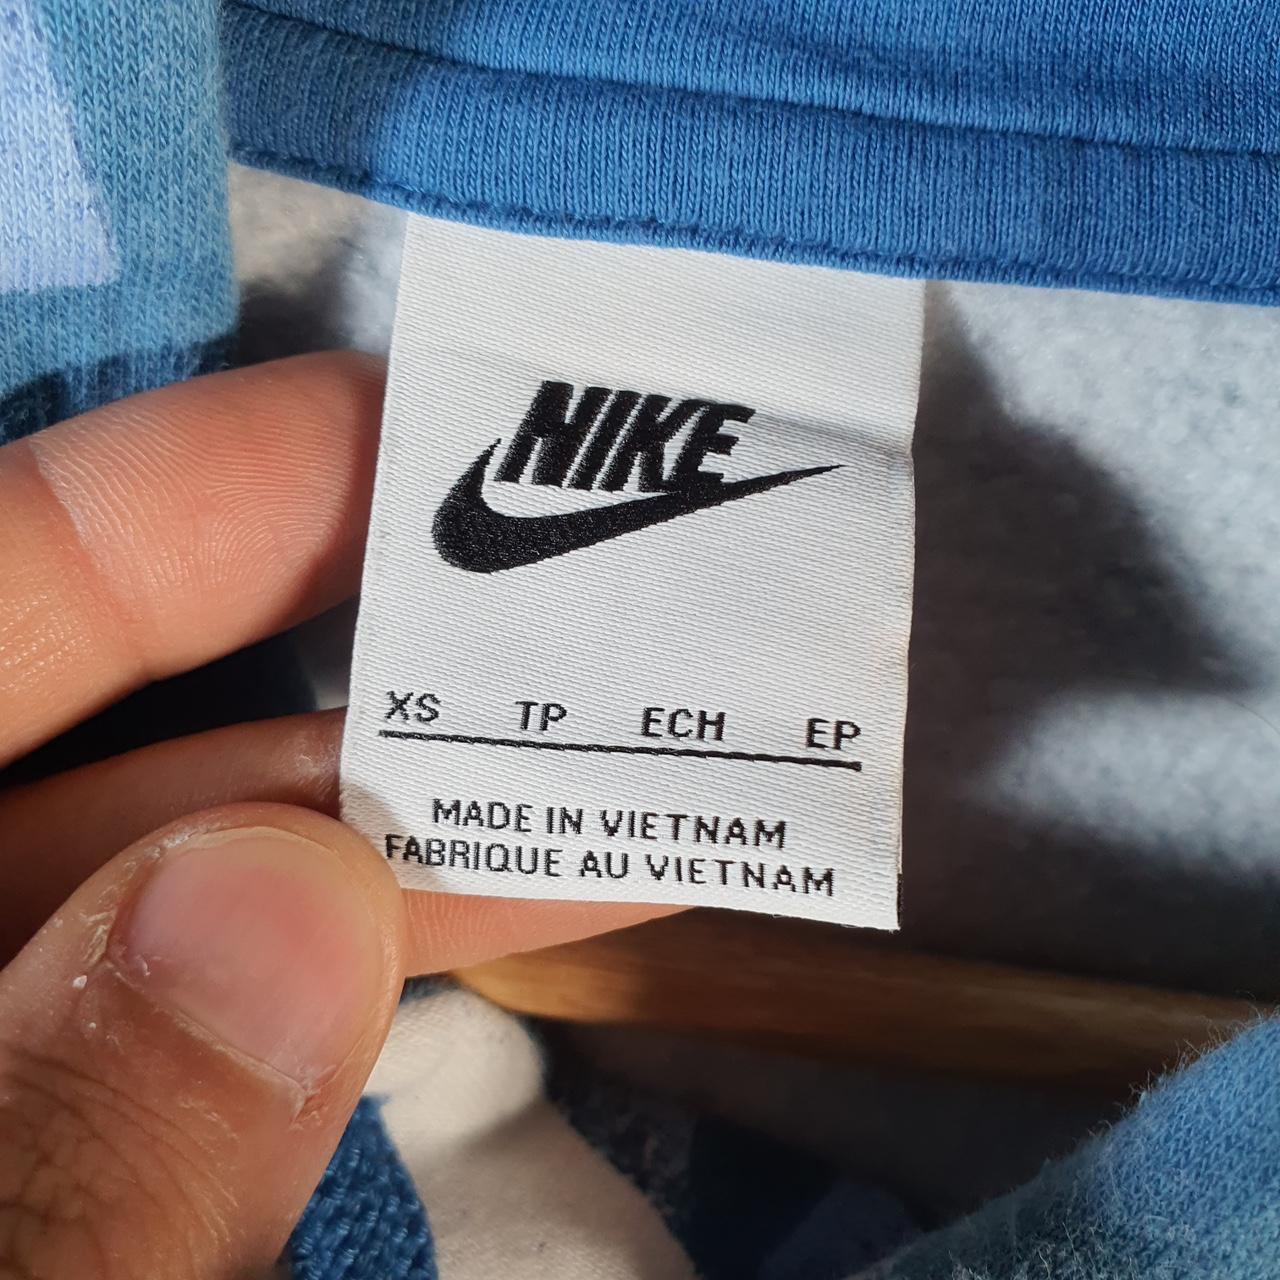 NIKE
XS TP ECH EP
MADE IN VIETNAM
FABRIQUE AU VIETNAM